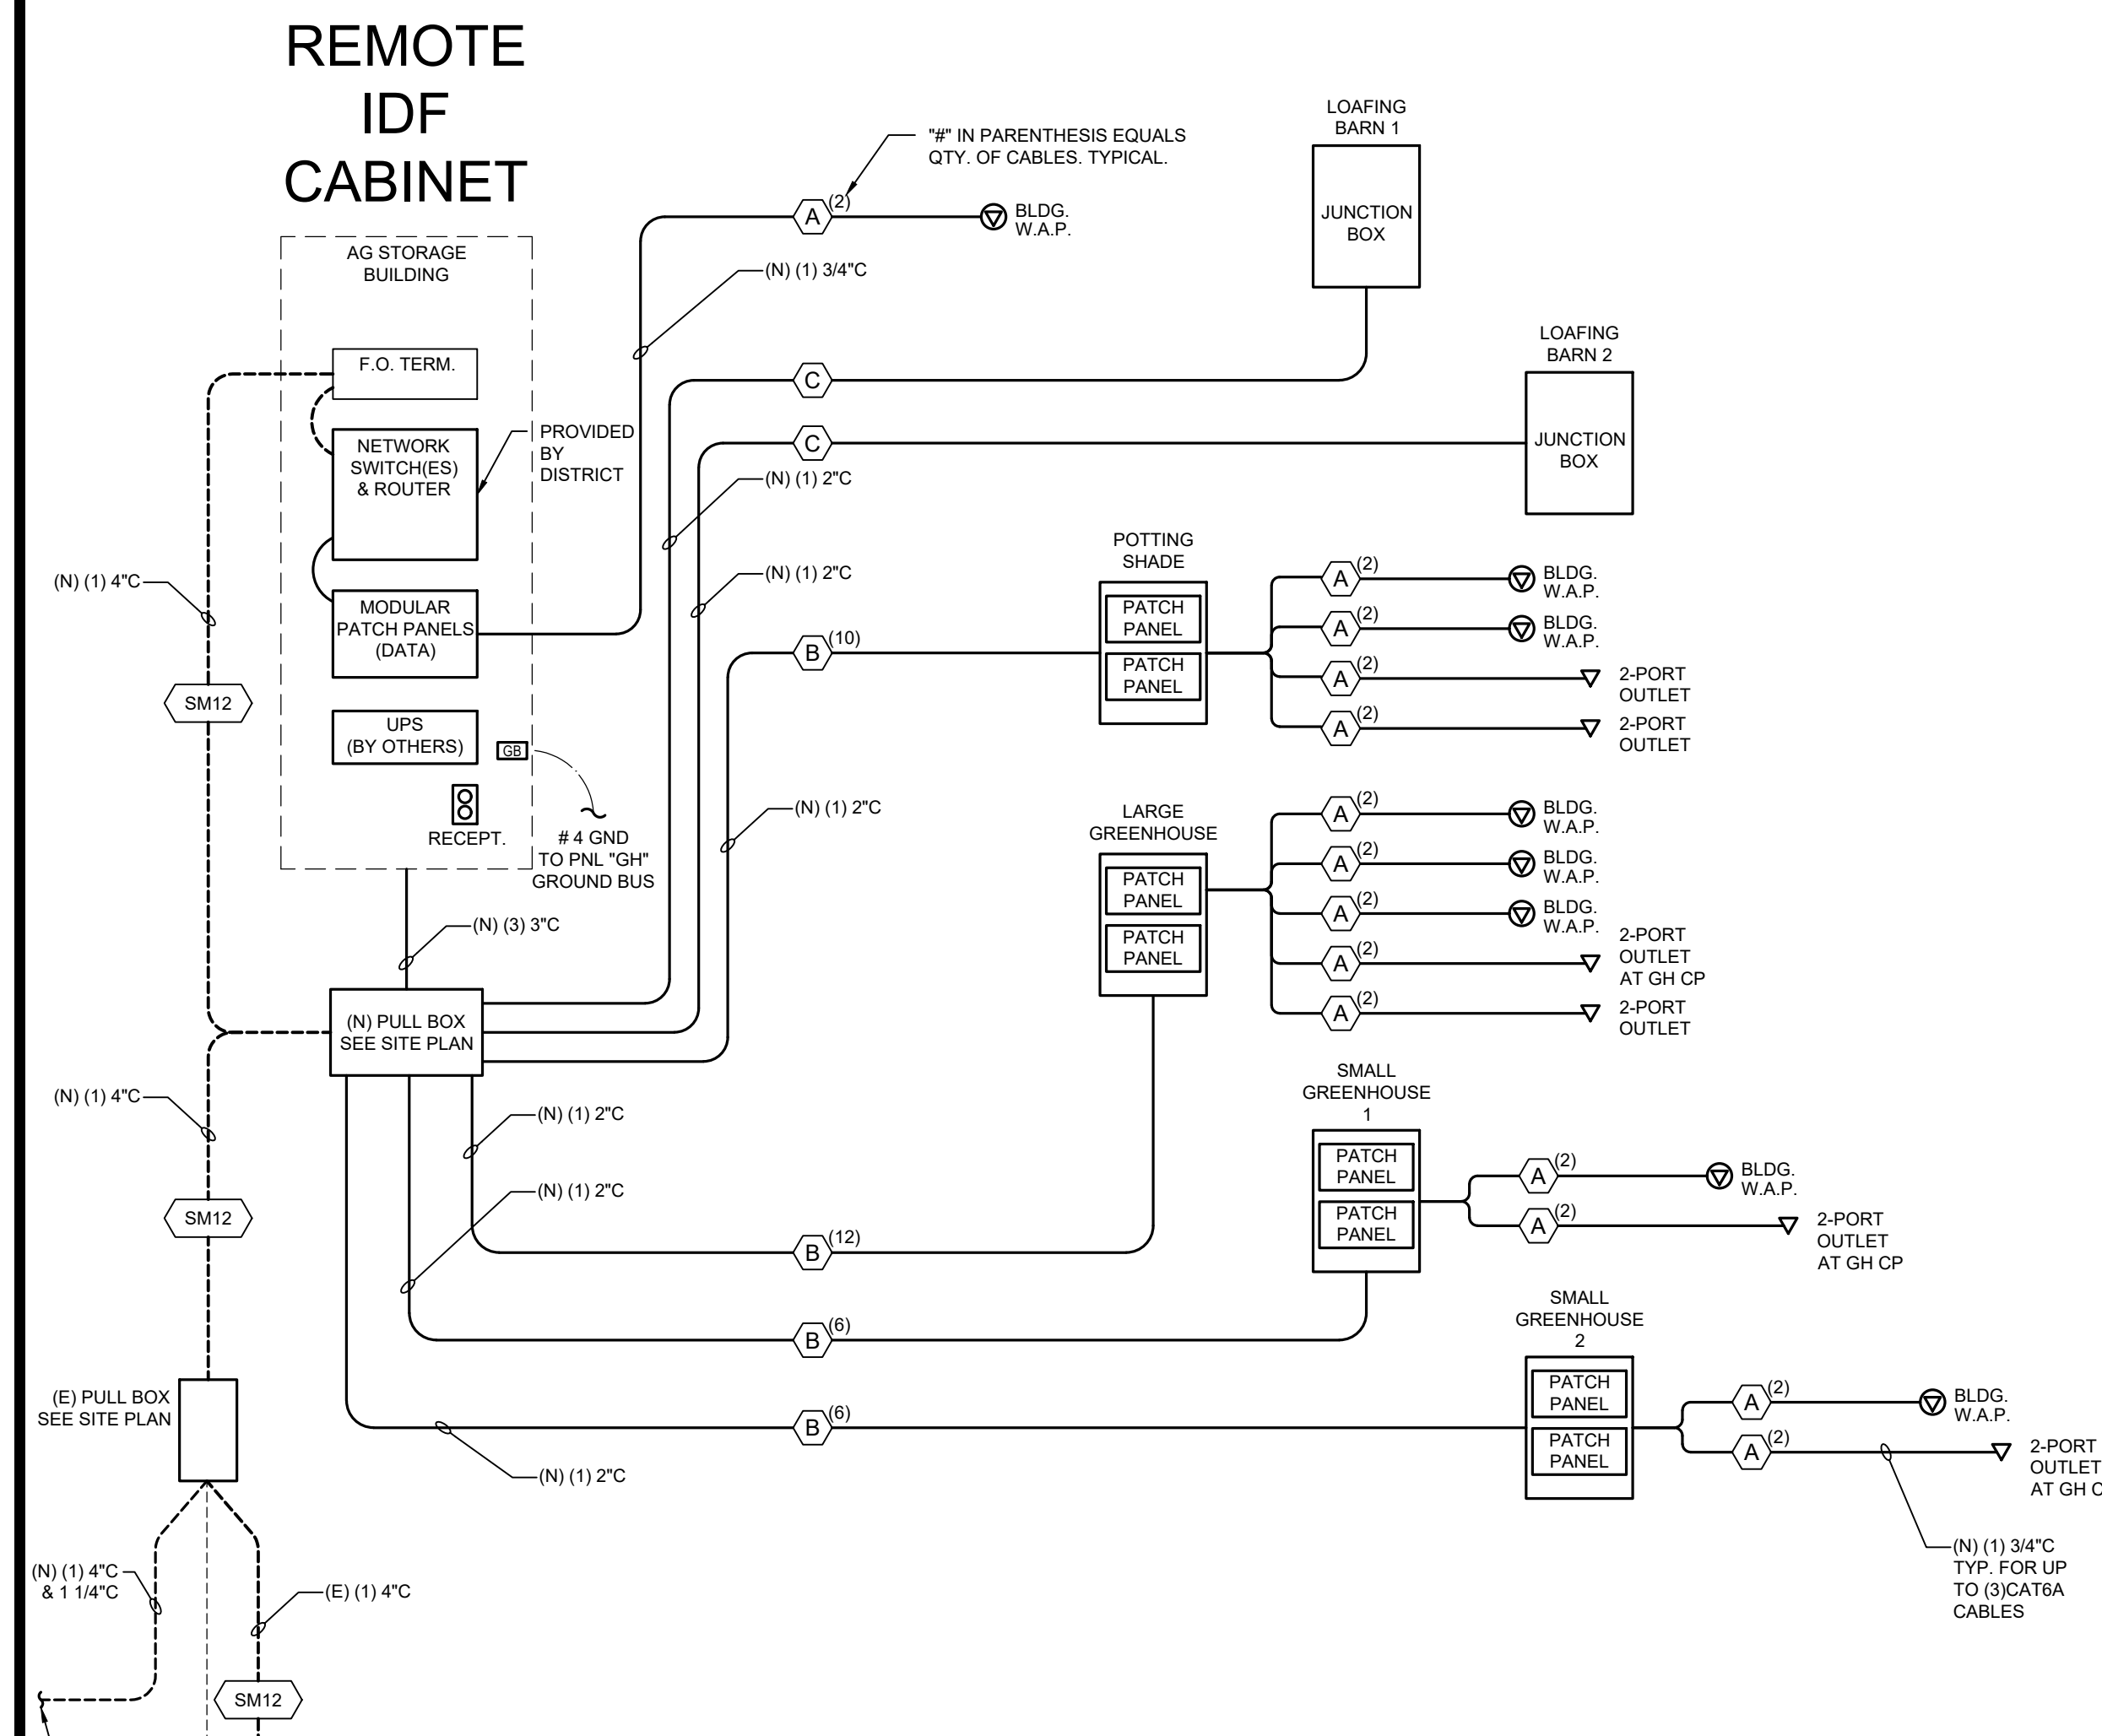 REMOTE
IDF
CABINET
AG STORAGE
BUILDING
F.O. TERM.
NETWORK
SWITCH(ES)
& ROUTER
PROVIDED
BY
DISTRICT
MODULAR
PATCH PANELS
(DATA)
UPS
(BY OTHERS)
GB
RECEPT.
# 4 GND
TO PNL "GH"
GROUND BUS
(N) (1) 4"C
SM12
(N) (3) 3"C
(N) PULL BOX
SEE SITE PLAN
(N) (1) 4"C
SM12
(E) PULL BOX
SEE SITE PLAN
(N) (1) 4"C
& 1 1/4"C
(E) (1) 4"C
SM12
"#" IN PARENTHESIS EQUALS
QTY. OF CABLES. TYPICAL.
A (2)
BLDG.
W.A.P.
(N) (1) 3/4"C
LOAFING
BARN 1
JUNCTION
BOX
C
LOAFING
BARN 2
JUNCTION
BOX
C
(N) (1) 2"C
(N) (1) 2"C
B (10)
(N) (1) 2"C
POTTING
SHADE
PATCH
PANEL
PATCH
PANEL
A (2)
BLDG.
W.A.P.
A (2)
BLDG.
W.A.P.
A (2)
2-PORT
OUTLET
A (2)
2-PORT
OUTLET
LARGE
GREENHOUSE
PATCH
PANEL
PATCH
PANEL
A (2)
BLDG.
W.A.P.
A (2)
BLDG.
W.A.P.
A (2)
BLDG.
W.A.P.
A (2)
2-PORT
OUTLET
AT GH CP
A (2)
2-PORT
OUTLET
(N) (1) 2"C
(N) (1) 2"C
B (12)
SMALL
GREENHOUSE
1
PATCH
PANEL
PATCH
PANEL
A (2)
BLDG.
W.A.P.
A (2)
2-PORT
OUTLET
AT GH CP
B (6)
SMALL
GREENHOUSE
2
PATCH
PANEL
PATCH
PANEL
A (2)
BLDG.
W.A.P.
A (2)
2-PORT
OUTLET
AT GH C
B (6)
(N) (1) 2"C
(N) (1) 3/4"C
TYP. FOR UP
TO (3)CAT6A
CABLES